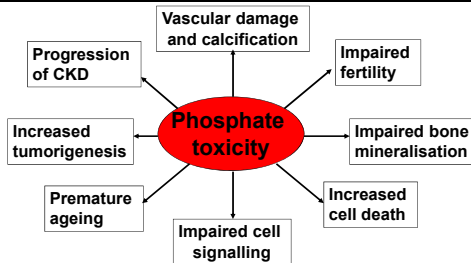 Vascular damage
and calcification
Progression
of CKD
Impaired
fertility
Phosphate
toxicity
Increased
tumorigenesis
Impaired bone
mineralisation
Premature
ageing
Increased
cell death
Impaired cell
signalling